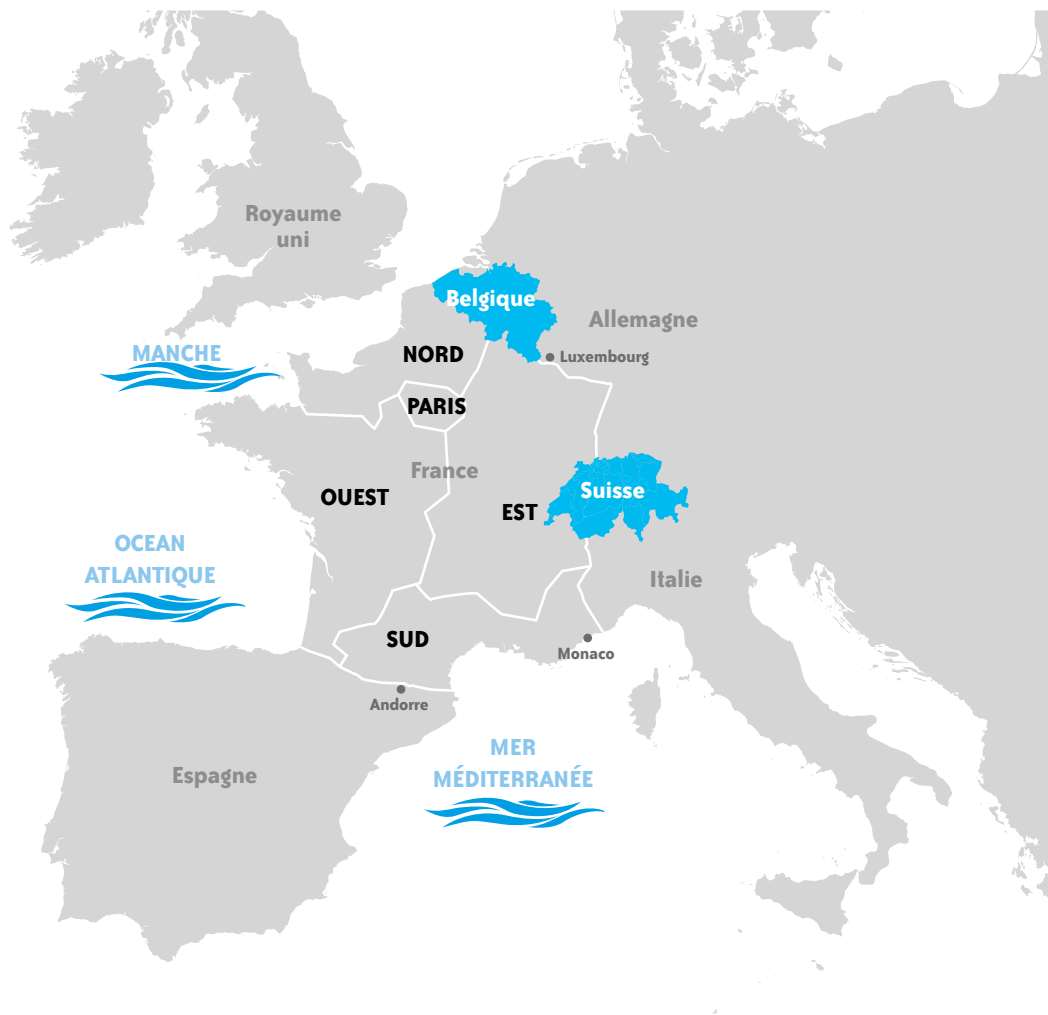 Royaume
uni
Belgique
Allemagne
MANCHE
NORD
Luxembourg
PARIS
France
Suisse
OUEST
EST
OCEAN
ATLANTIQUE
Italie
SUD
Monaco
Andorre
MER
MÉDITERRANÉE
Espagne